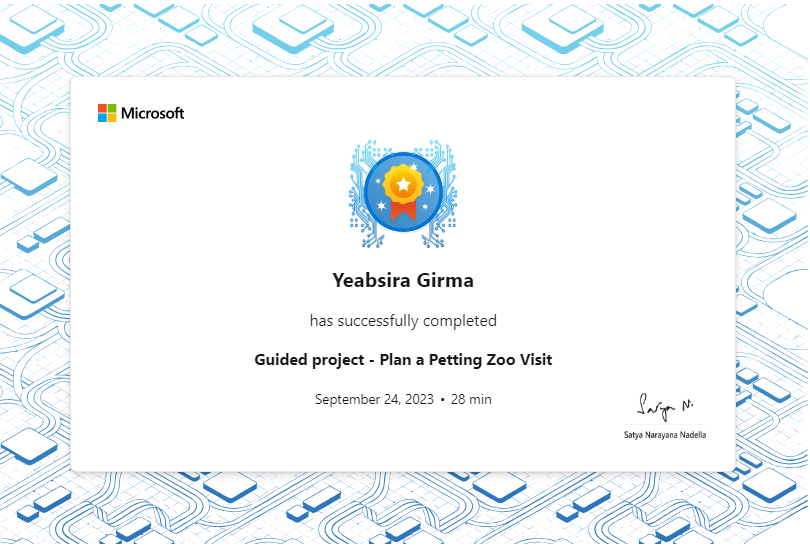 Microsoft
Yeabsira Girma
has successfully completed
Guided project - Plan a Petting Zoo Visit
September 24, 2023 • 28 min
Satya N.
Satya Narayana Nadella